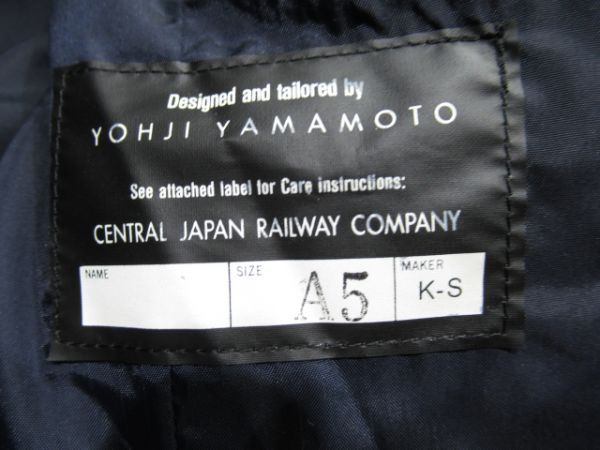 Designed and tailored by
YOHJI YAMAMOTO
See attached label for Care instructions:
CENTRAL JAPAN RAILWAY COMPANY
NAME SIZE MAKER
A5 K-S